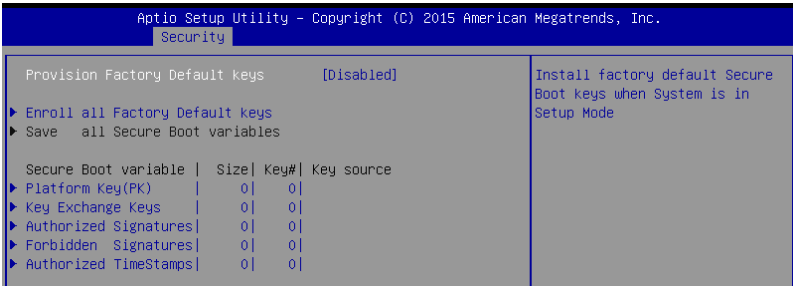 Aptio Setup Utility – Copyright (C) 2015 American Megatrends, Inc.
Security
Provision Factory Default keys [Disabled]
Enroll all Factory Default keys
Save all Secure Boot variables
Secure Boot variable | Size| Key#| Key source
Platform Key(PK) | 0| 0|
Key Exchange Keys | 0| 0|
Authorized Signatures| 0| 0|
Forbidden Signatures| 0| 0|
Authorized TimeStamps| 0| 0|
Install factory default Secure
Boot keys when System is in
Setup Mode